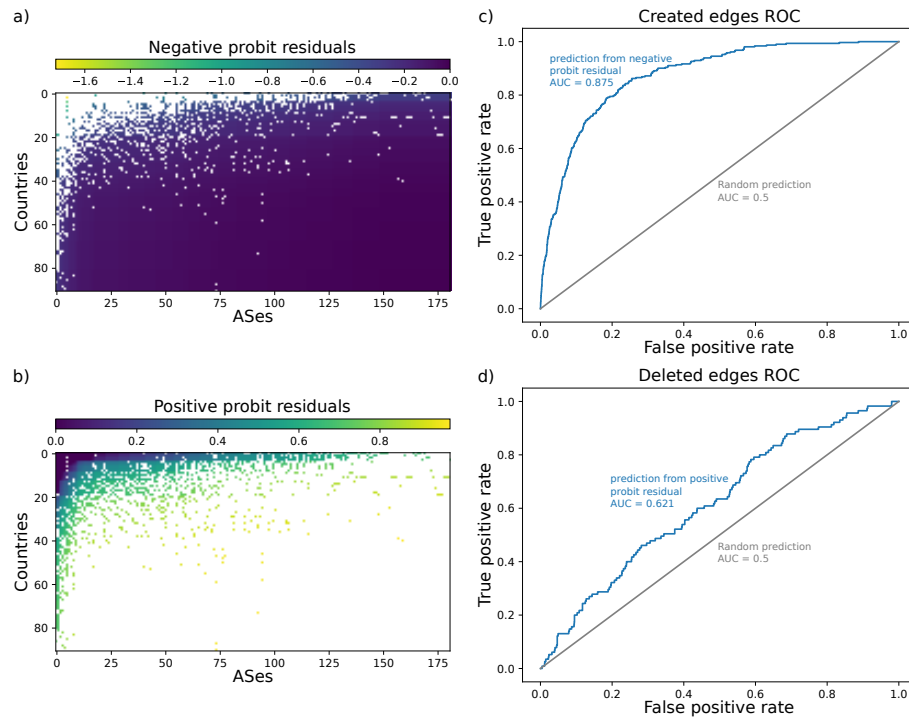 a)
Negative probit residuals
−1.6 −1.4 −1.2 −1.0 −0.8 −0.6 −0.4 −0.2 0.0
0
20
40
60
80
Countries
0 25 50 75 100 125 150 175
ASes
b)
Positive probit residuals
0.0 0.2 0.4 0.6 0.8
0
20
40
60
80
Countries
0 25 50 75 100 125 150 175
ASes
c)
Created edges ROC
1.0
0.8
0.6
0.4
0.2
0.0
True positive rate
prediction from negative
probit residual
AUC = 0.875
Random prediction
AUC = 0.5
0.0 0.2 0.4 0.6 0.8 1.0
False positive rate
d)
Deleted edges ROC
1.0
0.8
0.6
0.4
0.2
0.0
True positive rate
prediction from positive
probit residual
AUC = 0.621
Random prediction
AUC = 0.5
0.0 0.2 0.4 0.6 0.8 1.0
False positive rate